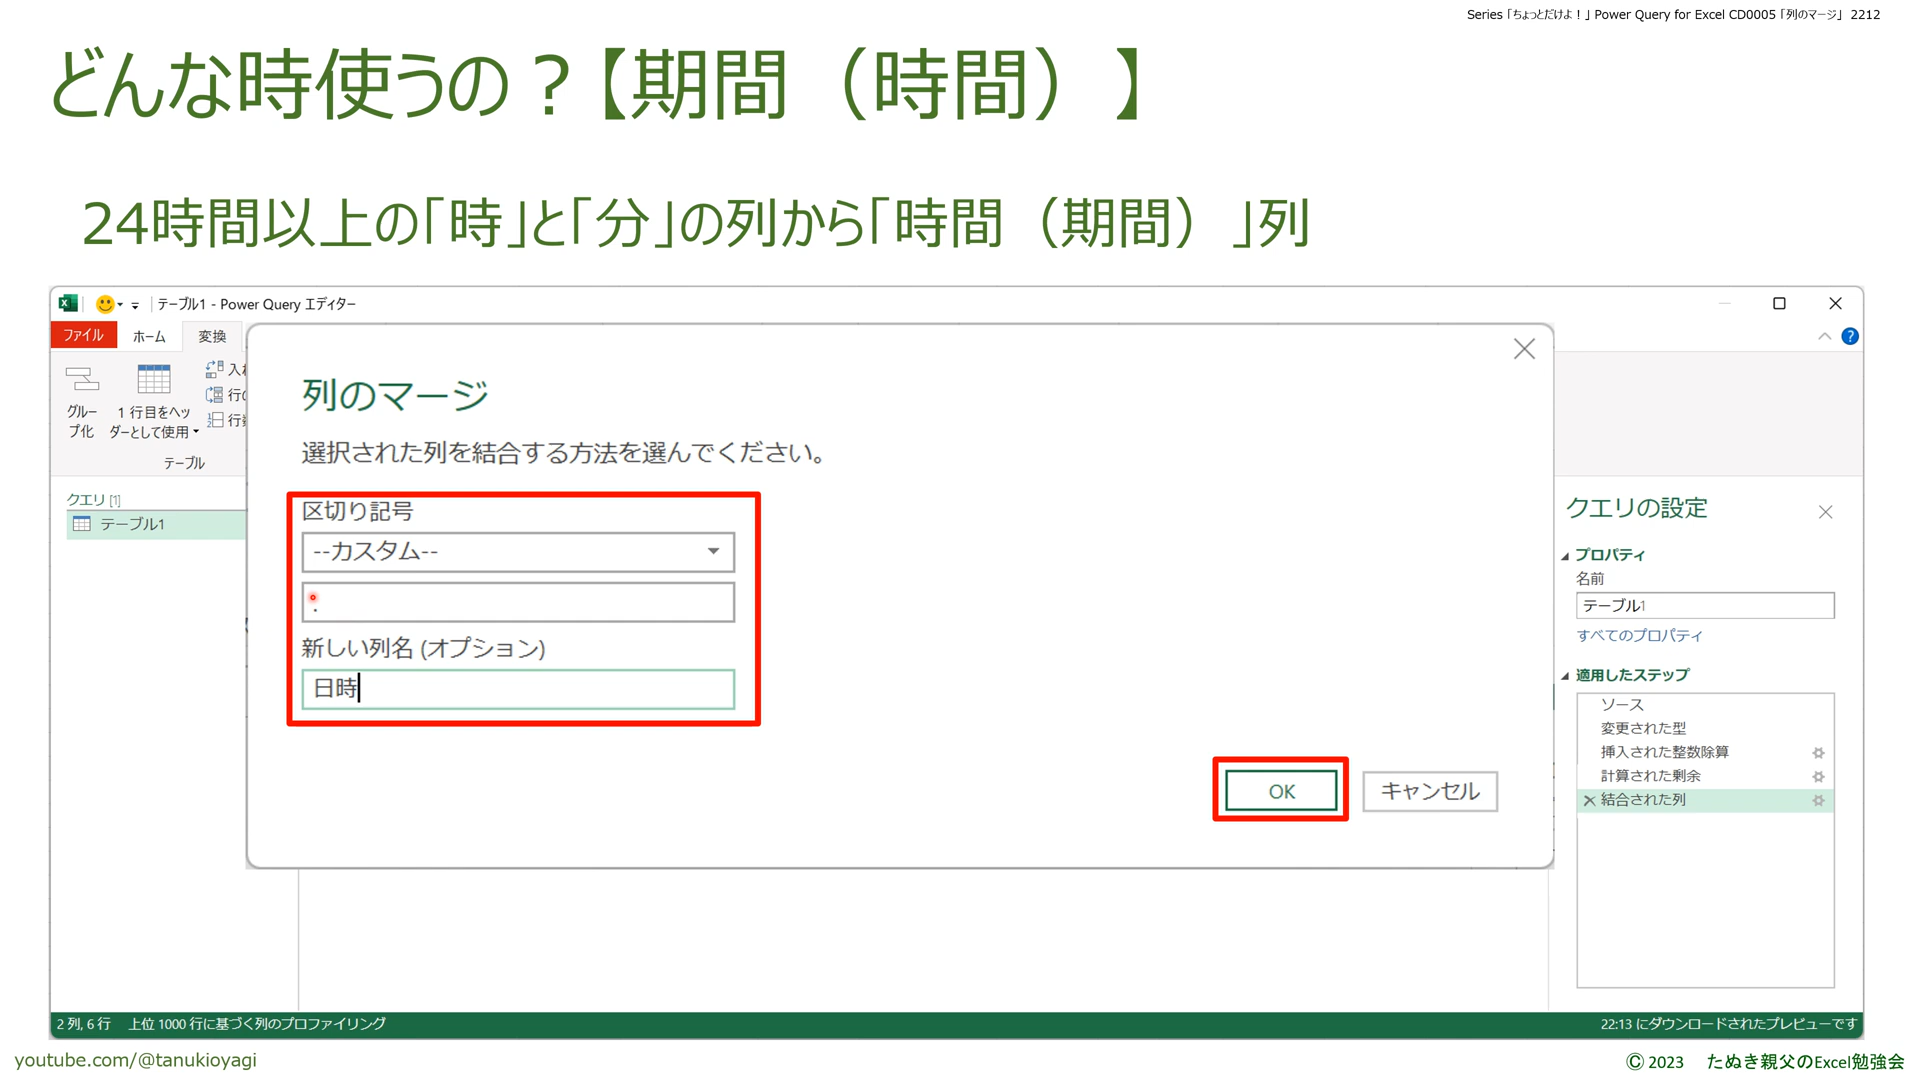 Series「ちょっとだけよ！」Power Query for Excel CD0005「列のマージ」 2212
どんな時使うの？【期間（時間）】
24時間以上の「時」と「分」の列から「時間（期間）」列
テーブル1 - Power Query エディター
ファイル ホーム 変換
グループ化
1 行目をヘッダーとして使用
テーブル
クエリ [1]
テーブル1
列のマージ
選択された列を結合する方法を選んでください。
区切り記号
--カスタム--
.
新しい列名 (オプション)
日時
OK
キャンセル
クエリの設定
プロパティ
名前
テーブル1
すべてのプロパティ
適用したステップ
ソース
変更された型
挿入された整数除算
計算された剰余
結合された列
2 列, 6 行 上位 1000 行に基づく列のプロファイリング
22:13 にダウンロードされたプレビューです
youtube.com/@tanukioyagi
Ⓒ 2023 たぬき親父のExcel勉強会